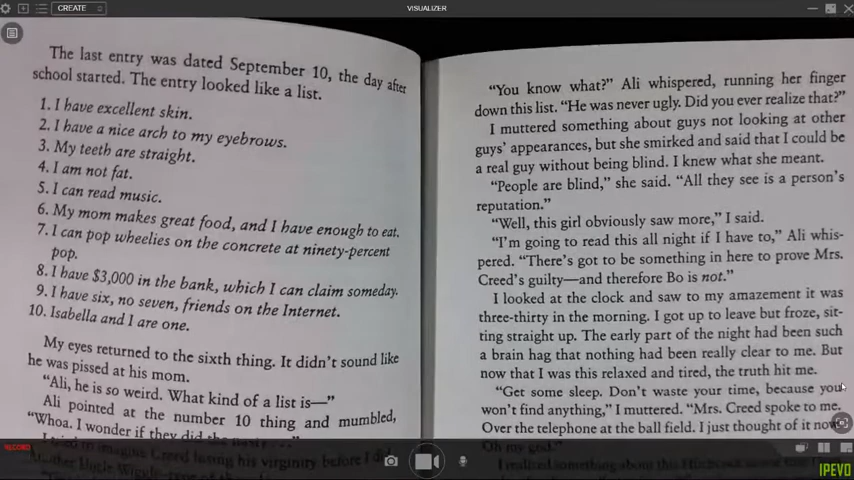 CREATE
VISUALIZER
The last entry was dated September 10, the day after
school started. The entry looked like a list.
1. I have excellent skin.
2. I have a nice arch to my eyebrows.
3. My teeth are straight.
4. I am not fat.
5. I can read music.
6. My mom makes great food, and I have enough to eat.
7. I can pop wheelies on the concrete at ninety-percent
pop.
8. I have $3,000 in the bank, which I can claim someday.
9. I have six, no seven, friends on the Internet.
10. Isabella and I are one.
My eyes returned to the sixth thing. It didn't sound like
he was pissed at his mom.
"Ali, he is so weird. What kind of a list is—"
Ali pointed at the number 10 thing and mumbled,
"Whoa. I wonder if they did the
"You know what?" Ali whispered, running her finger
down this list. "He was never ugly. Did you ever realize that?"
I muttered something about guys not looking at other
guys' appearances, but she smirked and said that I could be
a real guy without being blind. I knew what she meant.
"People are blind," she said. "All they see is a person's
reputation."
"Well, this girl obviously saw more," I said.
"I'm going to read this all night if I have to," Ali whis-
pered. "There's got to be something in here to prove Mrs.
Creed's guilty—and therefore Bo is not."
I looked at the clock and saw to my amazement it was
three-thirty in the morning. I got up to leave but froze, sit-
ting straight up. The early part of the night had been such
a brain hag that nothing had been really clear to me. But
now that I was this relaxed and tired, the truth hit me.
"Get some sleep. Don't waste your time, because you
won't find anything," I muttered. "Mrs. Creed spoke to me.
Over the telephone at the ball field. I just thought of it now.
Oh my god."
I realized something about this
RECORD
IPEVO